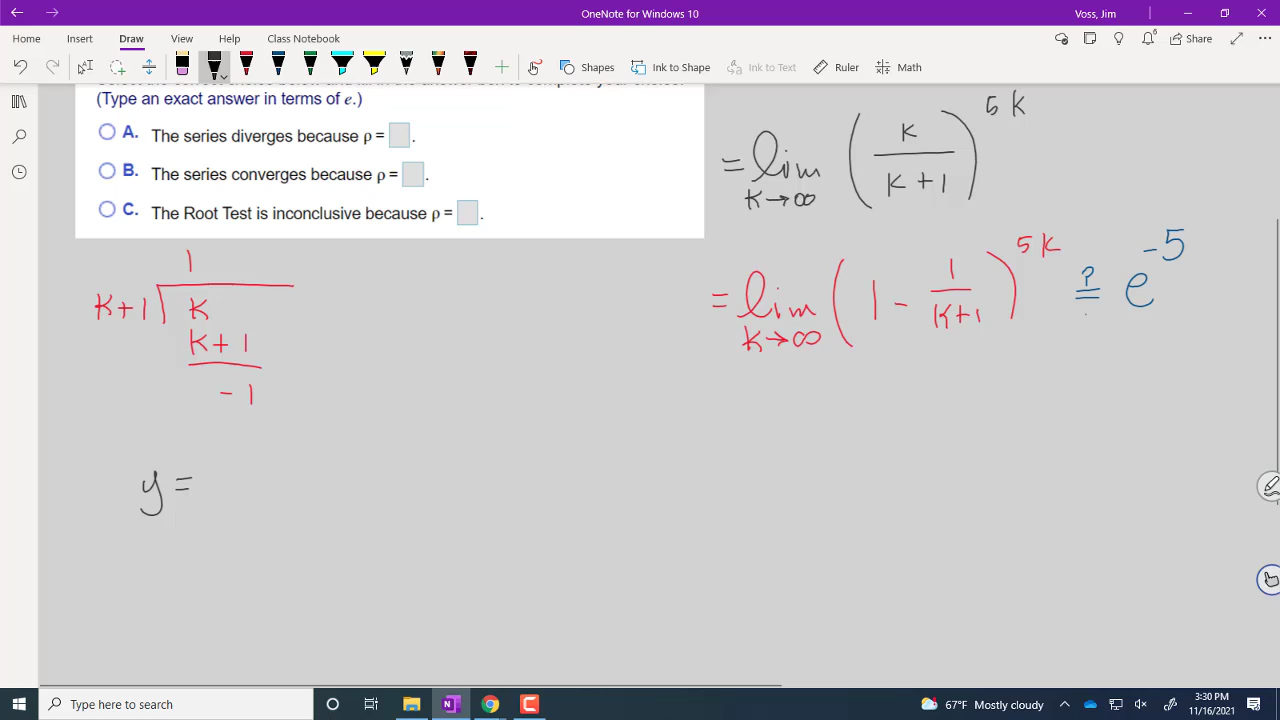 OneNote for Windows 10
Voss, Jim
Home Insert Draw View Help Class Notebook
Share
Shapes Ink to Shape Ink to Text Ruler Math
(Type an exact answer in terms of e.)
A. The series diverges because ρ = .
B. The series converges because ρ = .
C. The Root Test is inconclusive because ρ = .
= lim K→∞ (K / K+1)^5K
= lim K→∞ (1 - 1 / K+1)^5K ?= e^-5
1
K+1 K
K+1
-1
y =
Type here to search
67°F Mostly cloudy
3:30 PM
11/16/2021
6